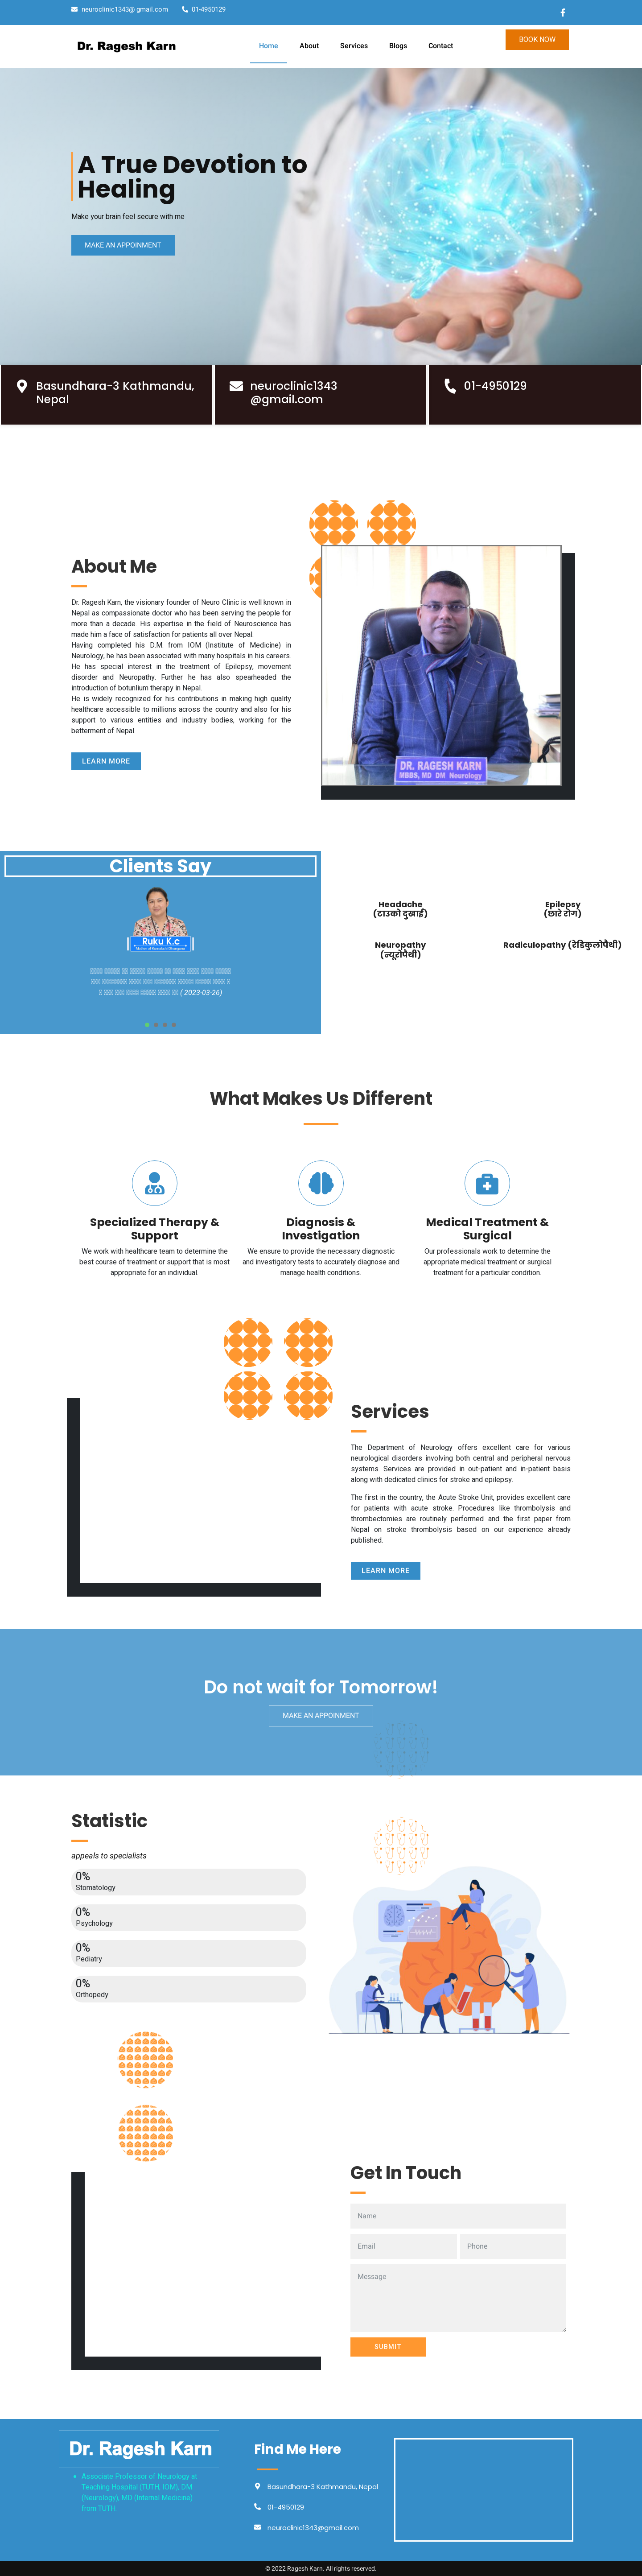 neuroclinic1343@ gmail.com 01-4950129
Dr. Ragesh Karn Home About Services Blogs Contact BOOK NOW
A True Devotion to
Healing
Make your brain feel secure with me
MAKE AN APPOINMENT
Basundhara-3 Kathmandu,
Nepal
neuroclinic1343
@gmail.com
01-4950129
About Me
Dr. Ragesh Karn, the visionary founder of Neuro Clinic is well known in
Nepal as compassionate doctor who has been serving the people for
more than a decade. His expertise in the field of Neuroscience has
made him a face of satisfaction for patients all over Nepal.
Having completed his D.M. from IOM (Institute of Medicine) in
Neurology, he has been associated with many hospitals in his careers.
He has special interest in the treatment of Epilepsy, movement
disorder and Neuropathy. Further he has also spearheaded the
introduction of botunlium therapy in Nepal.
He is widely recognized for his contributions in making high quality
healthcare accessible to millions across the country and also for his
support to various entities and industry bodies, working for the
betterment of Nepal.
LEARN MORE
DR. RAGESH KARN
MBBS, MD DM Neurology
Clients Say
Ruku K.c
( 2023-03-26)
Headache
(टाउको दुखाई)
Epilepsy
(छारे रोग)
Neuropathy
(न्यूरोपैथी)
Radiculopathy (रेडिकुलोपैथी)
What Makes Us Different
Specialized Therapy &
Support
We work with healthcare team to determine the
best course of treatment or support that is most
appropriate for an individual.
Diagnosis &
Investigation
We ensure to provide the necessary diagnostic
and investigatory tests to accurately diagnose and
manage health conditions.
Medical Treatment &
Surgical
Our professionals work to determine the
appropriate medical treatment or surgical
treatment for a particular condition.
Services
The Department of Neurology offers excellent care for various
neurological disorders involving both central and peripheral nervous
systems. Services are provided in out-patient and in-patient basis
along with dedicated clinics for stroke and epilepsy.
The first in the country, the Acute Stroke Unit, provides excellent care
for patients with acute stroke. Procedures like thrombolysis and
thrombectomies are routinely performed and the first paper from
Nepal on stroke thrombolysis based on our experience already
published.
LEARN MORE
Do not wait for Tomorrow!
MAKE AN APPOINMENT
Statistic
appeals to specialists
0%
Stomatology
0%
Psychology
0%
Pediatry
0%
Orthopedy
Get In Touch
Name
Email Phone
Message
SUBMIT
Dr. Ragesh Karn
Associate Professor of Neurology at
Teaching Hospital (TUTH, IOM), DM
(Neurology), MD (Internal Medicine)
from TUTH.
Find Me Here
Basundhara-3 Kathmandu, Nepal
01-4950129
neuroclinic1343@gmail.com
© 2022 Ragesh Karn. All rights reserved.